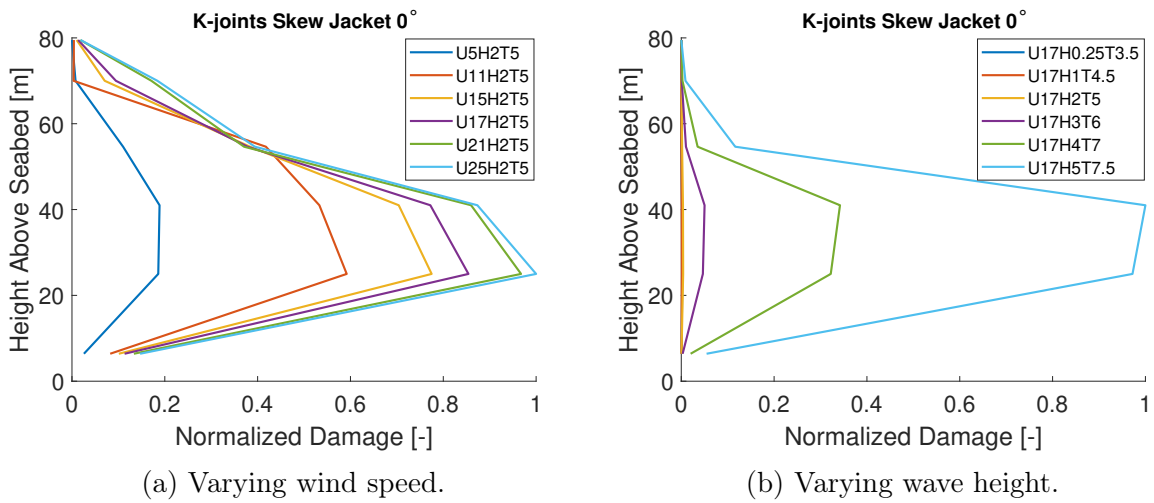 K-joints Skew Jacket 0°
80
60
40
20
0
Height Above Seabed [m]
0 0.2 0.4 0.6 0.8 1
Normalized Damage [-]
U5H2T5
U11H2T5
U15H2T5
U17H2T5
U21H2T5
U25H2T5
(a) Varying wind speed.
K-joints Skew Jacket 0°
80
60
40
20
0
Height Above Seabed [m]
0 0.2 0.4 0.6 0.8 1
Normalized Damage [-]
U17H0.25T3.5
U17H1T4.5
U17H2T5
U17H3T6
U17H4T7
U17H5T7.5
(b) Varying wave height.